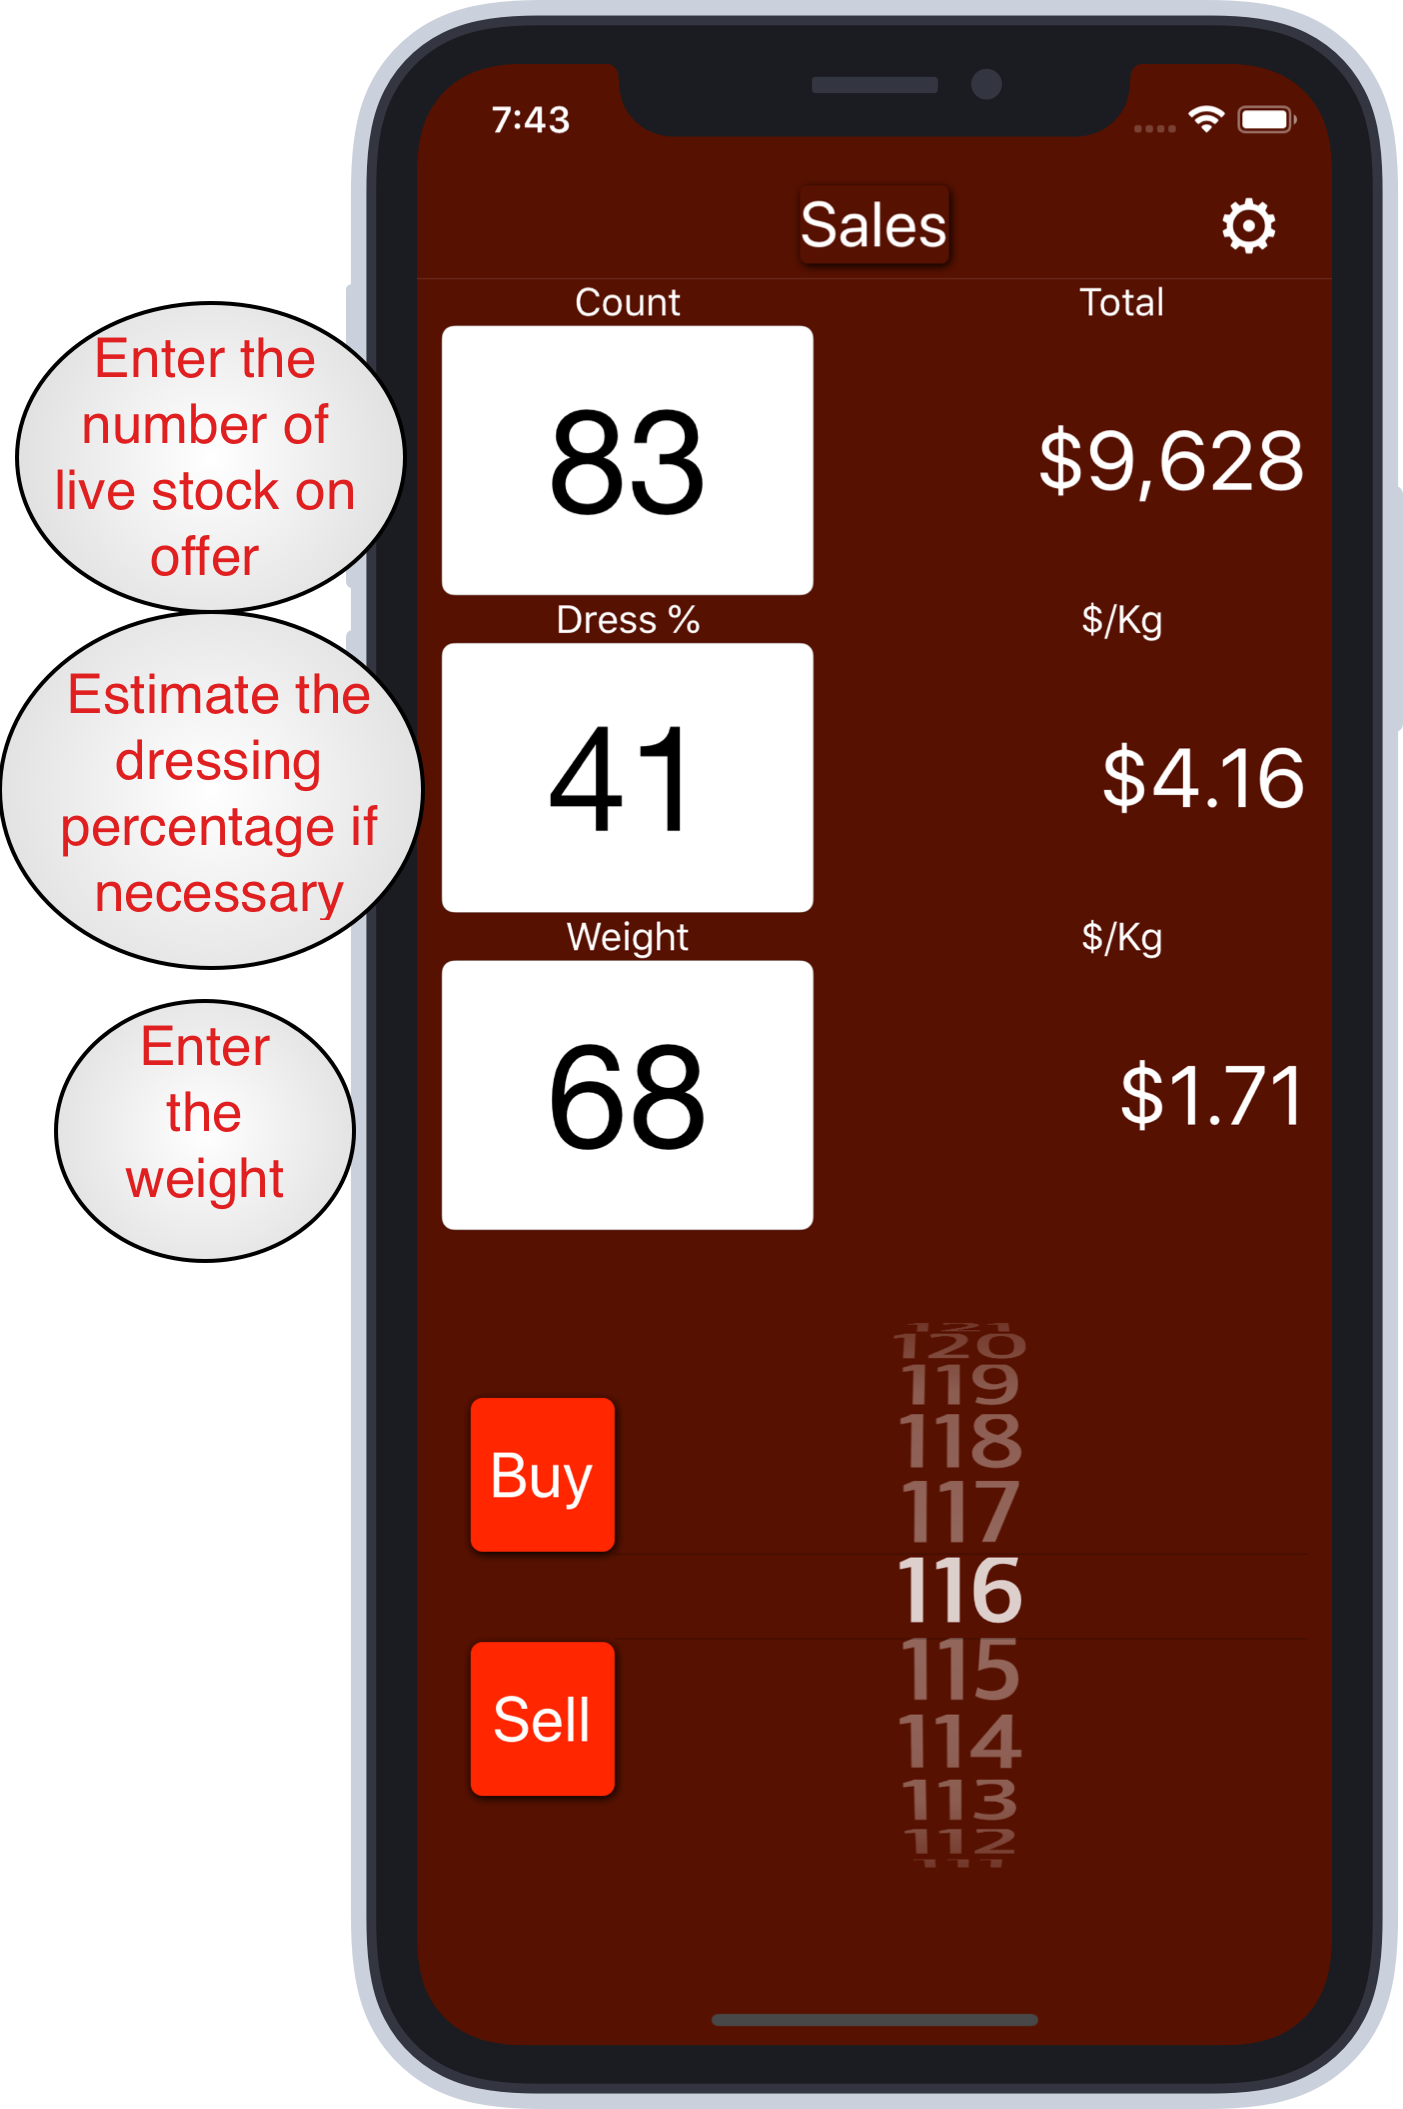 7:43
Sales
Count
Total
83
$9,628
Dress %
$/Kg
41
$4.16
Weight
$/Kg
68
$1.71
Enter the
number of
live stock on
offer
Estimate the
dressing
percentage if
necessary
Enter
the
weight
Buy
Sell
121
120
119
118
117
116
115
114
113
112
111